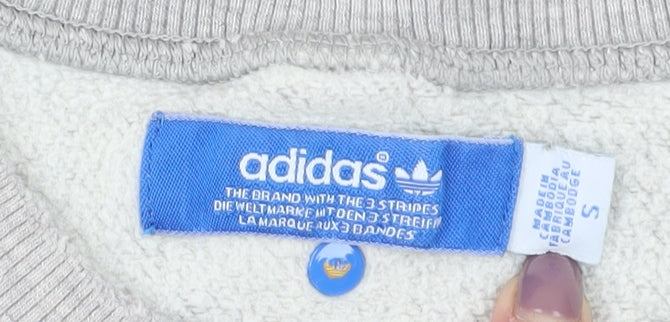 adidas®
THE BRAND WITH THE 3 STRIPES
DIE WELTMARKE MIT DEN 3 STREIFEN
LA MARQUE AUX 3 BANDES
MADE IN
CAMBODIA
FABRIQUE AU
CAMBODGE
S